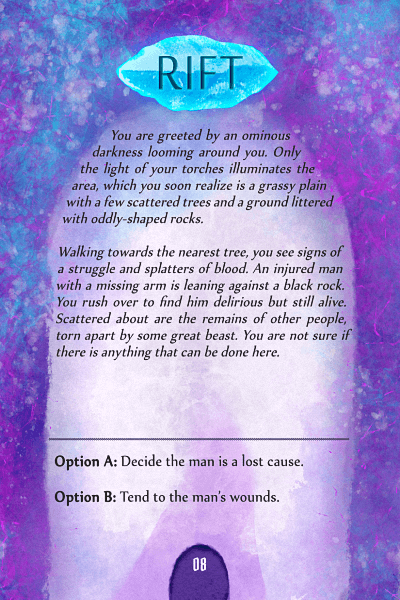 RIFT
You are greeted by an ominous
darkness looming around you. Only
the light of your torches illuminates the
area, which you soon realize is a grassy plain
with a few scattered trees and a ground littered
with oddly-shaped rocks.
Walking towards the nearest tree, you see signs of
a struggle and splatters of blood. An injured man
with a missing arm is leaning against a black rock.
You rush over to find him delirious but still alive.
Scattered about are the remains of other people,
torn apart by some great beast. You are not sure if
there is anything that can be done here.
Option A: Decide the man is a lost cause.
Option B: Tend to the man's wounds.
08